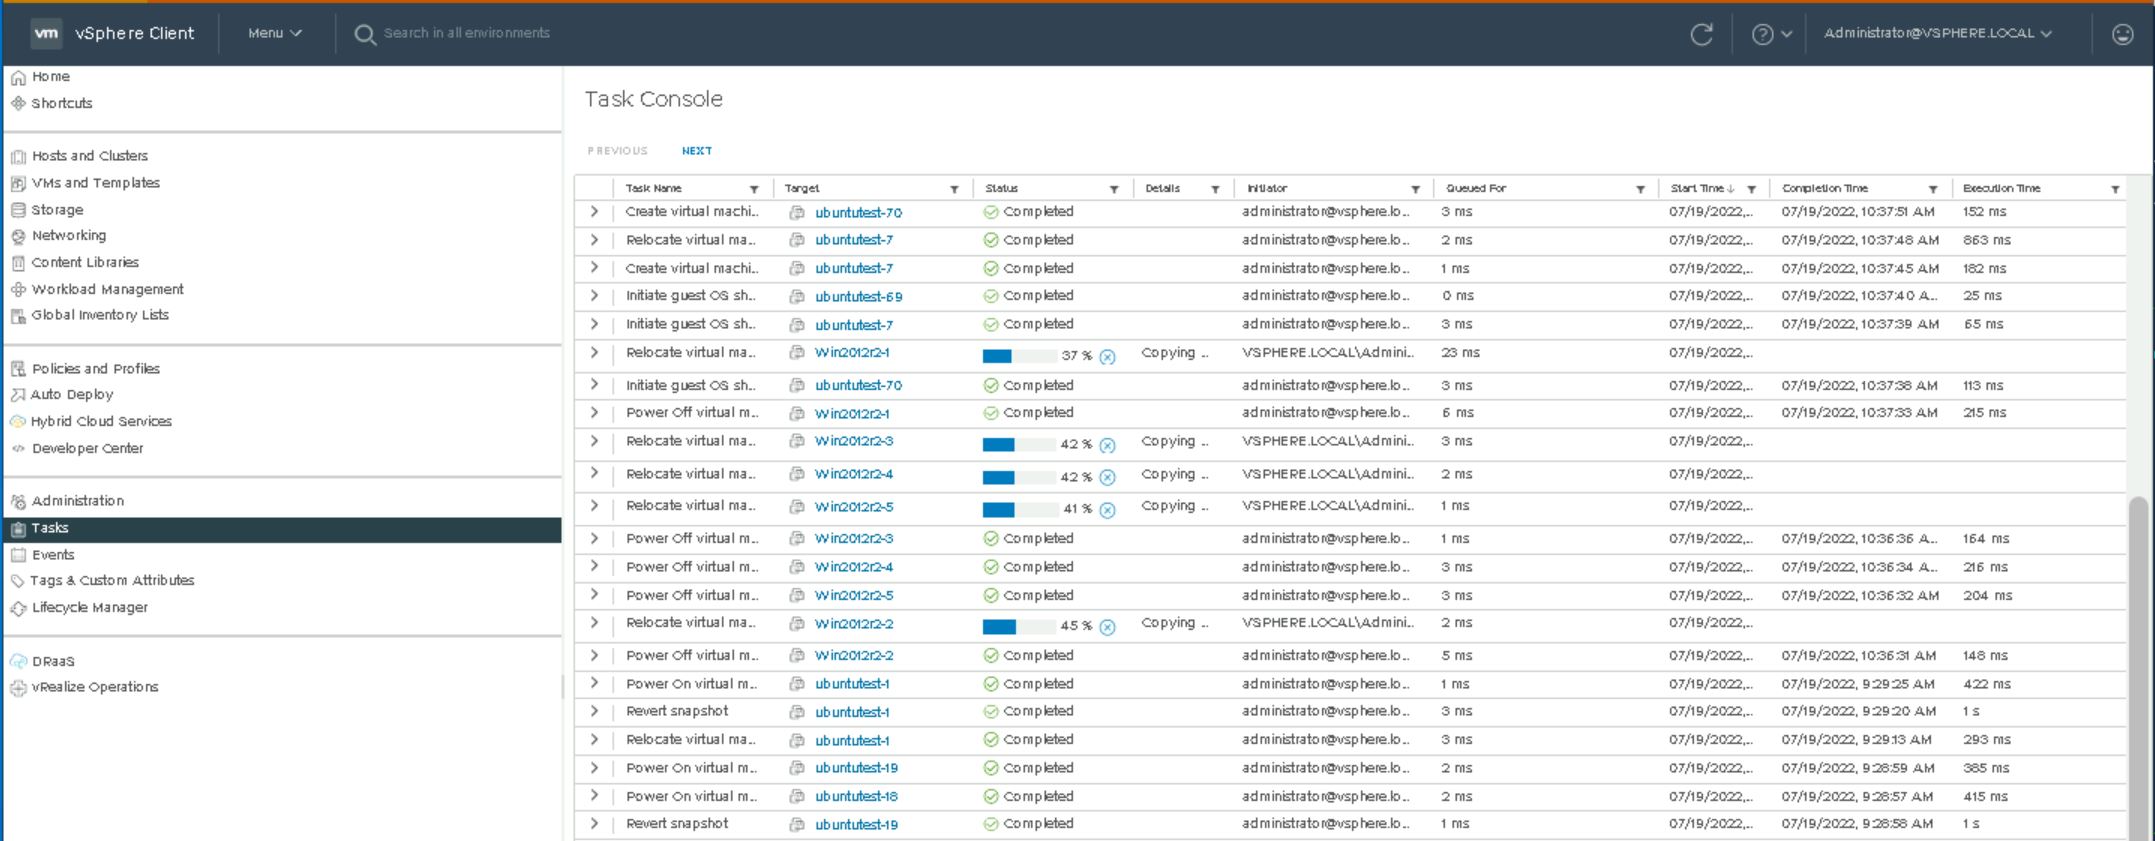 vm vSphere Client Menu Search in all environments Administrator@VSPHERE.LOCAL
Home
Shortcuts
Hosts and Clusters
VMs and Templates
Storage
Networking
Content Libraries
Workload Management
Global Inventory Lists
Policies and Profiles
Auto Deploy
Hybrid Cloud Services
Developer Center
Administration
Tasks
Events
Tags & Custom Attributes
Lifecycle Manager
DRaaS
vRealize Operations
Task Console
PREVIOUS NEXT
Task Name Target Status Details Initiator Queued For Start Time Completion Time Execution Time
Create virtual machi... ubuntutest-70 Completed administrator@vsphere.lo... 3 ms 07/19/2022,... 07/19/2022, 10:37:51 AM 152 ms
Relocate virtual ma... ubuntutest-7 Completed administrator@vsphere.lo... 2 ms 07/19/2022,... 07/19/2022, 10:37:48 AM 863 ms
Create virtual machi... ubuntutest-7 Completed administrator@vsphere.lo... 1 ms 07/19/2022,... 07/19/2022, 10:37:45 AM 182 ms
Initiate guest OS sh... ubuntutest-69 Completed administrator@vsphere.lo... 0 ms 07/19/2022,... 07/19/2022, 10:37:40 A... 25 ms
Initiate guest OS sh... ubuntutest-7 Completed administrator@vsphere.lo... 3 ms 07/19/2022,... 07/19/2022, 10:37:39 AM 65 ms
Relocate virtual ma... Win2012r2-1 37 % Copying ... VSPHERE.LOCAL\Admini... 23 ms 07/19/2022,...
Initiate guest OS sh... ubuntutest-70 Completed administrator@vsphere.lo... 3 ms 07/19/2022,... 07/19/2022, 10:37:38 AM 113 ms
Power Off virtual m... Win2012r2-1 Completed administrator@vsphere.lo... 6 ms 07/19/2022,... 07/19/2022, 10:37:33 AM 215 ms
Relocate virtual ma... Win2012r2-3 42 % Copying ... VSPHERE.LOCAL\Admini... 3 ms 07/19/2022,...
Relocate virtual ma... Win2012r2-4 42 % Copying ... VSPHERE.LOCAL\Admini... 2 ms 07/19/2022,...
Relocate virtual ma... Win2012r2-5 41 % Copying ... VSPHERE.LOCAL\Admini... 1 ms 07/19/2022,...
Power Off virtual m... Win2012r2-3 Completed administrator@vsphere.lo... 1 ms 07/19/2022,... 07/19/2022, 10:36:36 A... 164 ms
Power Off virtual m... Win2012r2-4 Completed administrator@vsphere.lo... 3 ms 07/19/2022,... 07/19/2022, 10:36:34 A... 216 ms
Power Off virtual m... Win2012r2-5 Completed administrator@vsphere.lo... 3 ms 07/19/2022,... 07/19/2022, 10:36:32 AM 204 ms
Relocate virtual ma... Win2012r2-2 45 % Copying ... VSPHERE.LOCAL\Admini... 2 ms 07/19/2022,...
Power Off virtual m... Win2012r2-2 Completed administrator@vsphere.lo... 5 ms 07/19/2022,... 07/19/2022, 10:36:31 AM 148 ms
Power On virtual m... ubuntutest-1 Completed administrator@vsphere.lo... 1 ms 07/19/2022,... 07/19/2022, 9:29:25 AM 422 ms
Revert snapshot ubuntutest-1 Completed administrator@vsphere.lo... 3 ms 07/19/2022,... 07/19/2022, 9:29:20 AM 1 s
Relocate virtual ma... ubuntutest-1 Completed administrator@vsphere.lo... 3 ms 07/19/2022,... 07/19/2022, 9:29:13 AM 293 ms
Power On virtual m... ubuntutest-19 Completed administrator@vsphere.lo... 2 ms 07/19/2022,... 07/19/2022, 9:28:59 AM 385 ms
Power On virtual m... ubuntutest-18 Completed administrator@vsphere.lo... 2 ms 07/19/2022,... 07/19/2022, 9:28:57 AM 415 ms
Revert snapshot ubuntutest-19 Completed administrator@vsphere.lo... 1 ms 07/19/2022,... 07/19/2022, 9:28:58 AM 1 s